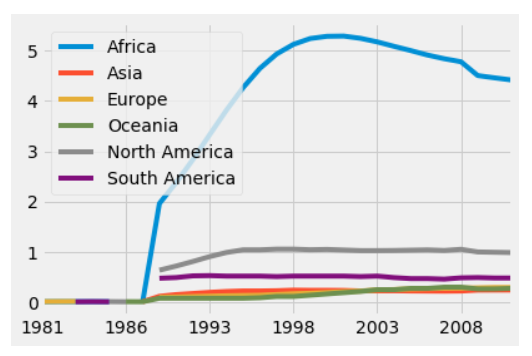 5
4
3
2
1
0
Africa
Asia
Europe
Oceania
North America
South America
1981 1986 1993 1998 2003 2008